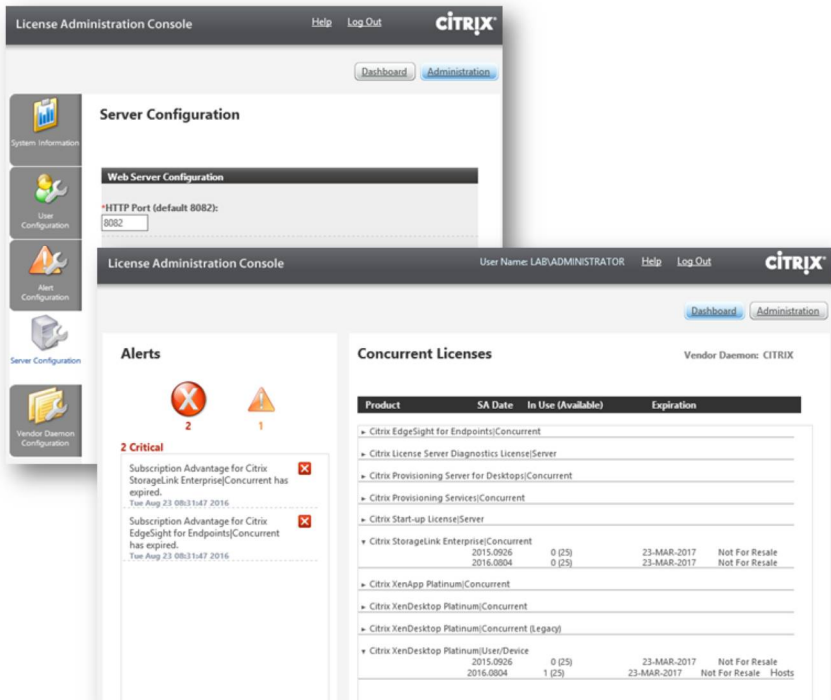 License Administration Console Help Log Out CİTRIX
Dashboard Administration
System Information
User
Configuration
Alert
Configuration
Server Configuration
Vendor Daemon
Configuration
Server Configuration
Web Server Configuration
*HTTP Port (default 8082):
8082
License Administration Console User Name: LAB\ADMINISTRATOR Help Log Out CİTRIX
Dashboard Administration
Alerts
2
1
2 Critical
Subscription Advantage for Citrix
StorageLink Enterprise|Concurrent has
expired.
Tue Aug 23 08:31:47 2016
Subscription Advantage for Citrix
EdgeSight for Endpoints|Concurrent
has expired.
Tue Aug 23 08:31:47 2016
Concurrent Licenses Vendor Daemon: CITRIX
Product SA Date In Use (Available) Expiration
Citrix EdgeSight for Endpoints|Concurrent
Citrix License Server Diagnostics License|Server
Citrix Provisioning Server for Desktops|Concurrent
Citrix Provisioning Services|Concurrent
Citrix Start-up License|Server
Citrix StorageLink Enterprise|Concurrent
2015.0926 0 (25) 23-MAR-2017 Not For Resale
2016.0804 0 (25) 23-MAR-2017 Not For Resale
Citrix XenApp Platinum|Concurrent
Citrix XenDesktop Platinum|Concurrent
Citrix XenDesktop Platinum|Concurrent (Legacy)
Citrix XenDesktop Platinum|User/Device
2015.0926 0 (25) 23-MAR-2017 Not For Resale
2016.0804 1 (25) 23-MAR-2017 Not For Resale Hosts